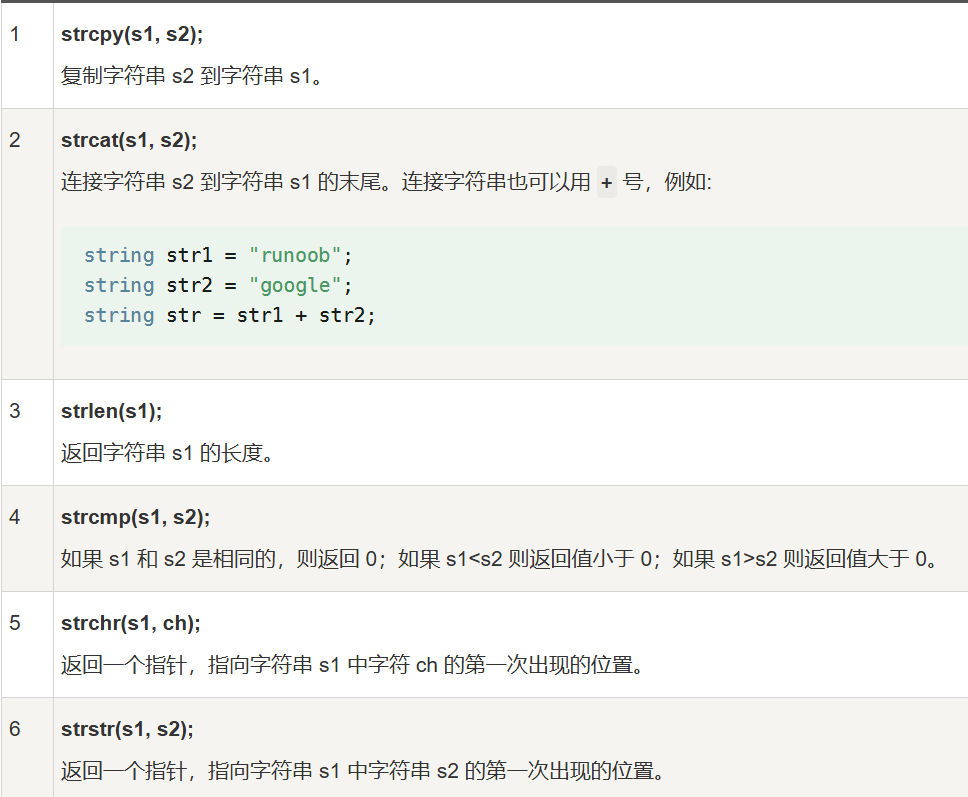 1 strcpy(s1, s2);
复制字符串 s2 到字符串 s1。
2 strcat(s1, s2);
连接字符串 s2 到字符串 s1 的末尾。连接字符串也可以用 + 号，例如:
string str1 = "runoob";
string str2 = "google";
string str = str1 + str2;
3 strlen(s1);
返回字符串 s1 的长度。
4 strcmp(s1, s2);
如果 s1 和 s2 是相同的，则返回 0；如果 s1<s2 则返回值小于 0；如果 s1>s2 则返回值大于 0。
5 strchr(s1, ch);
返回一个指针，指向字符串 s1 中字符 ch 的第一次出现的位置。
6 strstr(s1, s2);
返回一个指针，指向字符串 s1 中字符串 s2 的第一次出现的位置。